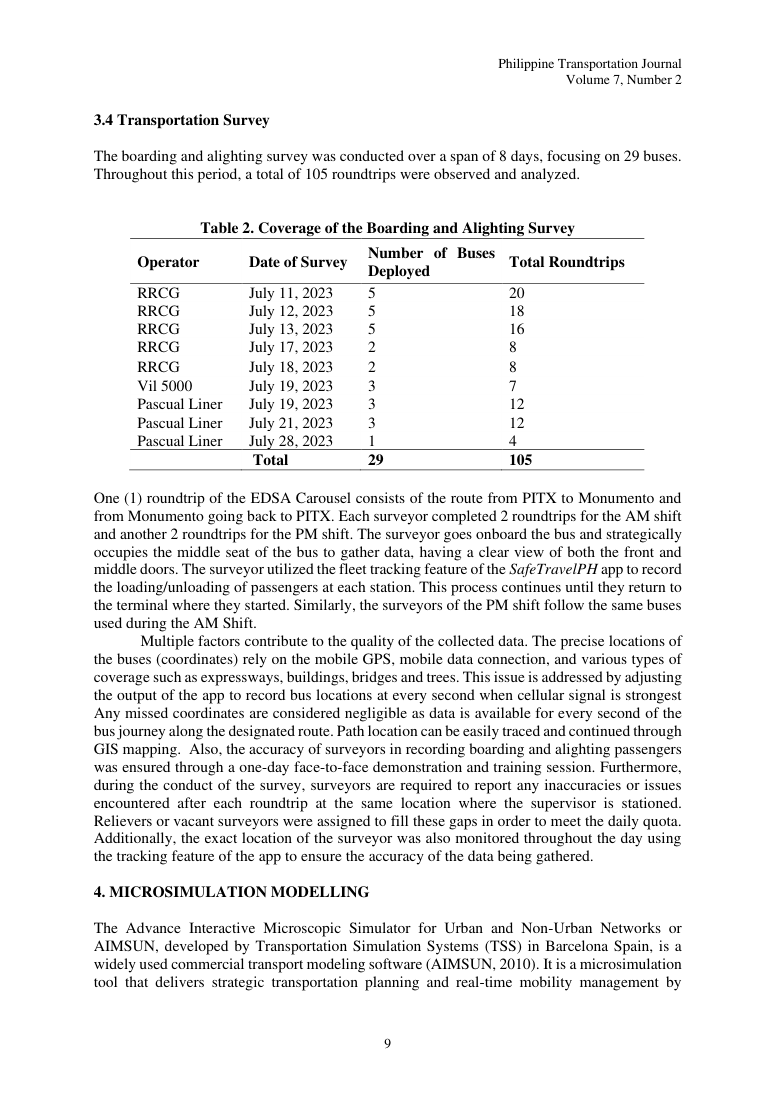 Philippine Transportation Journal
Volume 7, Number 2
3.4 Transportation Survey
The boarding and alighting survey was conducted over a span of 8 days, focusing on 29 buses.
Throughout this period, a total of 105 roundtrips were observed and analyzed.
Table 2. Coverage of the Boarding and Alighting Survey
Operator Date of Survey Number of Buses Deployed Total Roundtrips
RRCG July 11, 2023 5 20
RRCG July 12, 2023 5 18
RRCG July 13, 2023 5 16
RRCG July 17, 2023 2 8
RRCG July 18, 2023 2 8
Vil 5000 July 19, 2023 3 7
Pascual Liner July 19, 2023 3 12
Pascual Liner July 21, 2023 3 12
Pascual Liner July 28, 2023 1 4
Total 29 105
One (1) roundtrip of the EDSA Carousel consists of the route from PITX to Monumento and
from Monumento going back to PITX. Each surveyor completed 2 roundtrips for the AM shift
and another 2 roundtrips for the PM shift. The surveyor goes onboard the bus and strategically
occupies the middle seat of the bus to gather data, having a clear view of both the front and
middle doors. The surveyor utilized the fleet tracking feature of the SafeTravelPH app to record
the loading/unloading of passengers at each station. This process continues until they return to
the terminal where they started. Similarly, the surveyors of the PM shift follow the same buses
used during the AM Shift.
Multiple factors contribute to the quality of the collected data. The precise locations of
the buses (coordinates) rely on the mobile GPS, mobile data connection, and various types of
coverage such as expressways, buildings, bridges and trees. This issue is addressed by adjusting
the output of the app to record bus locations at every second when cellular signal is strongest
Any missed coordinates are considered negligible as data is available for every second of the
bus journey along the designated route. Path location can be easily traced and continued through
GIS mapping. Also, the accuracy of surveyors in recording boarding and alighting passengers
was ensured through a one-day face-to-face demonstration and training session. Furthermore,
during the conduct of the survey, surveyors are required to report any inaccuracies or issues
encountered after each roundtrip at the same location where the supervisor is stationed.
Relievers or vacant surveyors were assigned to fill these gaps in order to meet the daily quota.
Additionally, the exact location of the surveyor was also monitored throughout the day using
the tracking feature of the app to ensure the accuracy of the data being gathered.
4. MICROSIMULATION MODELLING
The Advance Interactive Microscopic Simulator for Urban and Non-Urban Networks or
AIMSUN, developed by Transportation Simulation Systems (TSS) in Barcelona Spain, is a
widely used commercial transport modeling software (AIMSUN, 2010). It is a microsimulation
tool that delivers strategic transportation planning and real-time mobility management by
9